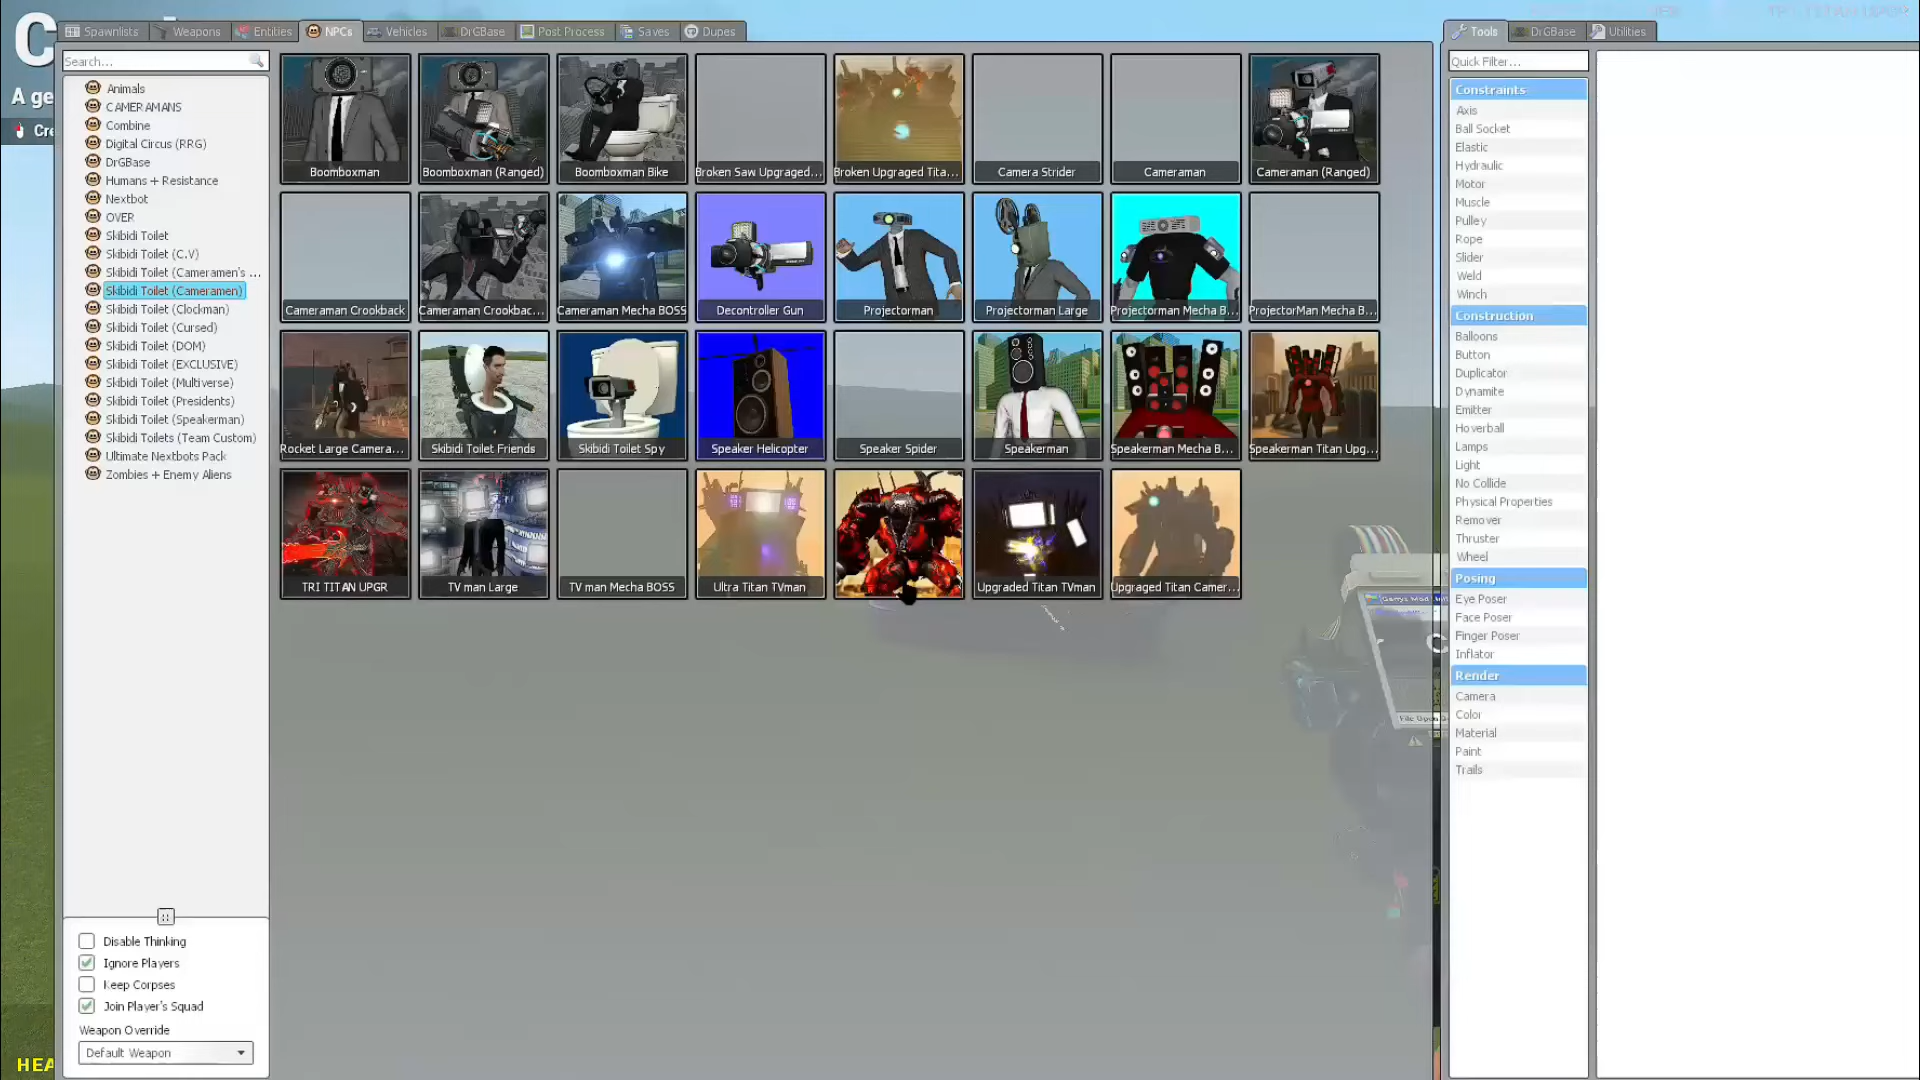 C
A ge
Cre
HEA
Spawnlists
Weapons
Entities
NPCs
Vehicles
DrGBase
Post Process
Saves
Dupes
Search...
Animals
CAMERAMANS
Combine
Digital Circus (RRG)
DrGBase
Humans + Resistance
Nextbot
OVER
Skibidi Toilet
Skibidi Toilet (C.V)
Skibidi Toilet (Cameramen's ...
Skibidi Toilet (Cameramen)
Skibidi Toilet (Clockman)
Skibidi Toilet (Cursed)
Skibidi Toilet (DOM)
Skibidi Toilet (EXCLUSIVE)
Skibidi Toilet (Multiverse)
Skibidi Toilet (Presidents)
Skibidi Toilet (Speakerman)
Skibidi Toilets (Team Custom)
Ultimate Nextbots Pack
Zombies + Enemy Aliens
Disable Thinking
Ignore Players
Keep Corpses
Join Player's Squad
Weapon Override
Default Weapon
Boomboxman
Boomboxman (Ranged)
Boomboxman Bike
Broken Saw Upgraged...
Broken Upgraged Tita...
Camera Strider
Cameraman
Cameraman (Ranged)
Cameraman Crookback
Cameraman Crookbac...
Cameraman Mecha BOSS
Decontroller Gun
Projectorman
Projectorman Large
Projectorman Mecha B...
ProjectorMan Mecha B...
Rocket Large Camera...
Skibidi Toilet Friends
Skibidi Toilet Spy
Speaker Helicopter
Speaker Spider
Speakerman
Speakerman Mecha B...
Speakerman Titan Upg...
TRI TITAN UPGR
TV man Large
TV man Mecha BOSS
Ultra Titan TVman
Upgraded Titan TVman
Upgraged Titan Camer...
Tools
DrGBase
Utilities
Quick Filter...
Constraints
Axis
Ball Socket
Elastic
Hydraulic
Motor
Muscle
Pulley
Rope
Slider
Weld
Winch
Construction
Balloons
Button
Duplicator
Dynamite
Emitter
Hoverball
Lamps
Light
No Collide
Physical Properties
Remover
Thruster
Wheel
Posing
Eye Poser
Face Poser
Finger Poser
Inflator
Render
Camera
Color
Material
Paint
Trails